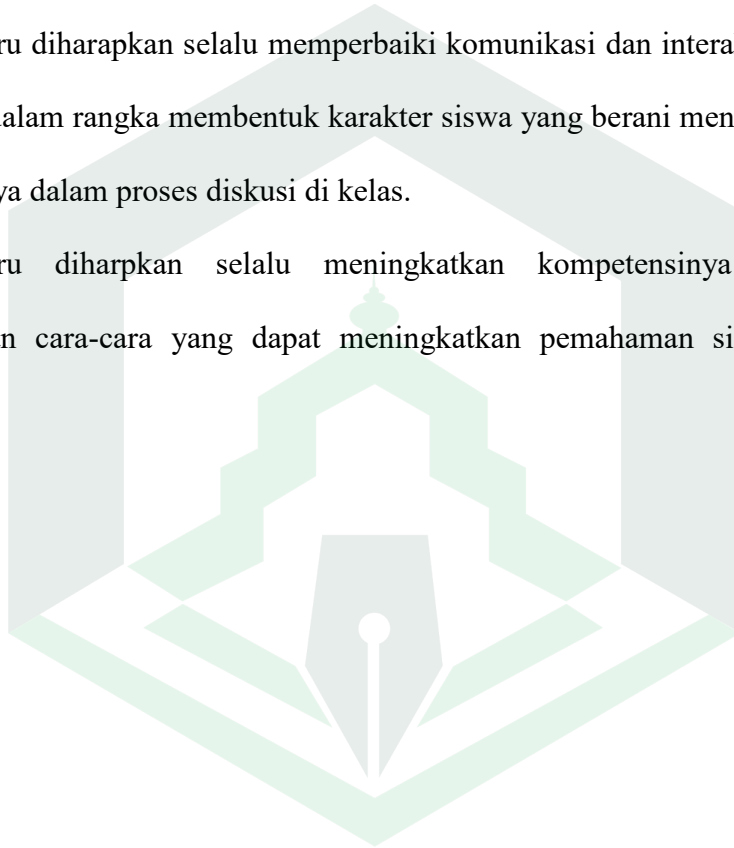 ru diharapkan selalu memperbaiki komunikasi dan intera
dalam rangka membentuk karakter siswa yang berani men
ya dalam proses diskusi di kelas.
ru diharpkan selalu meningkatkan kompetensinya
n cara-cara yang dapat meningkatkan pemahaman si